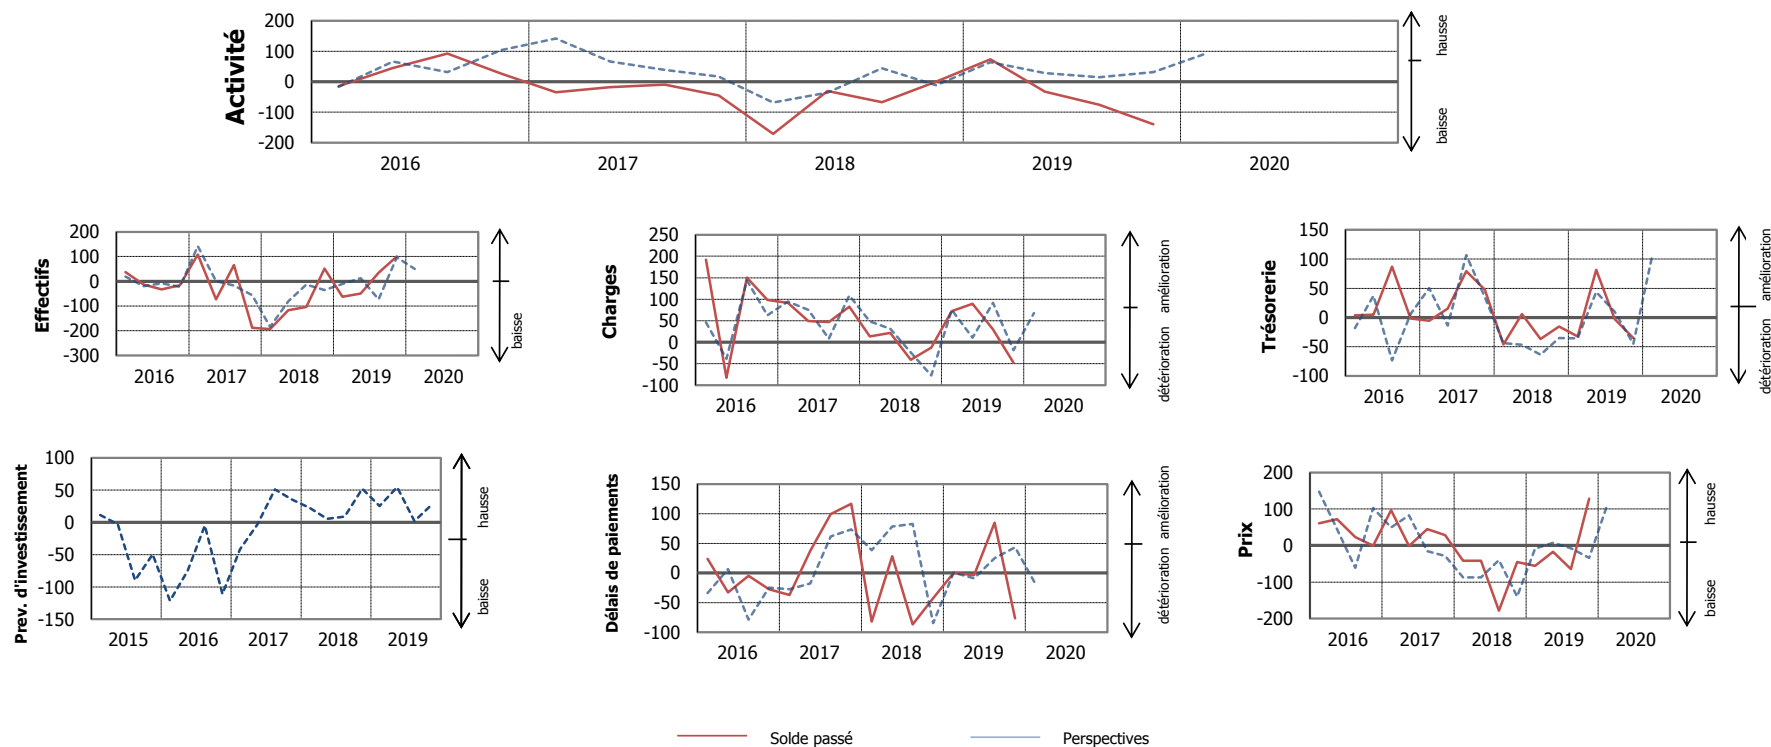 Activité
200
100
0
-100
-200
2016 2017 2018 2019 2020
hausse
baisse
Effectifs
200
100
0
-100
-200
-300
2016 2017 2018 2019 2020
baisse
Charges
250
200
150
100
50
0
-50
-100
2016 2017 2018 2019 2020
amélioration
détérioration
Trésorerie
150
100
50
0
-50
-100
2016 2017 2018 2019 2020
amélioration
détérioration
Prev. d'investissement
100
50
0
-50
-100
-150
2015 2016 2017 2018 2019
hausse
baisse
Délais de paiements
150
100
50
0
-50
-100
2016 2017 2018 2019 2020
amélioration
détérioration
Prix
200
100
0
-100
-200
2016 2017 2018 2019 2020
hausse
baisse
Solde passé Perspectives